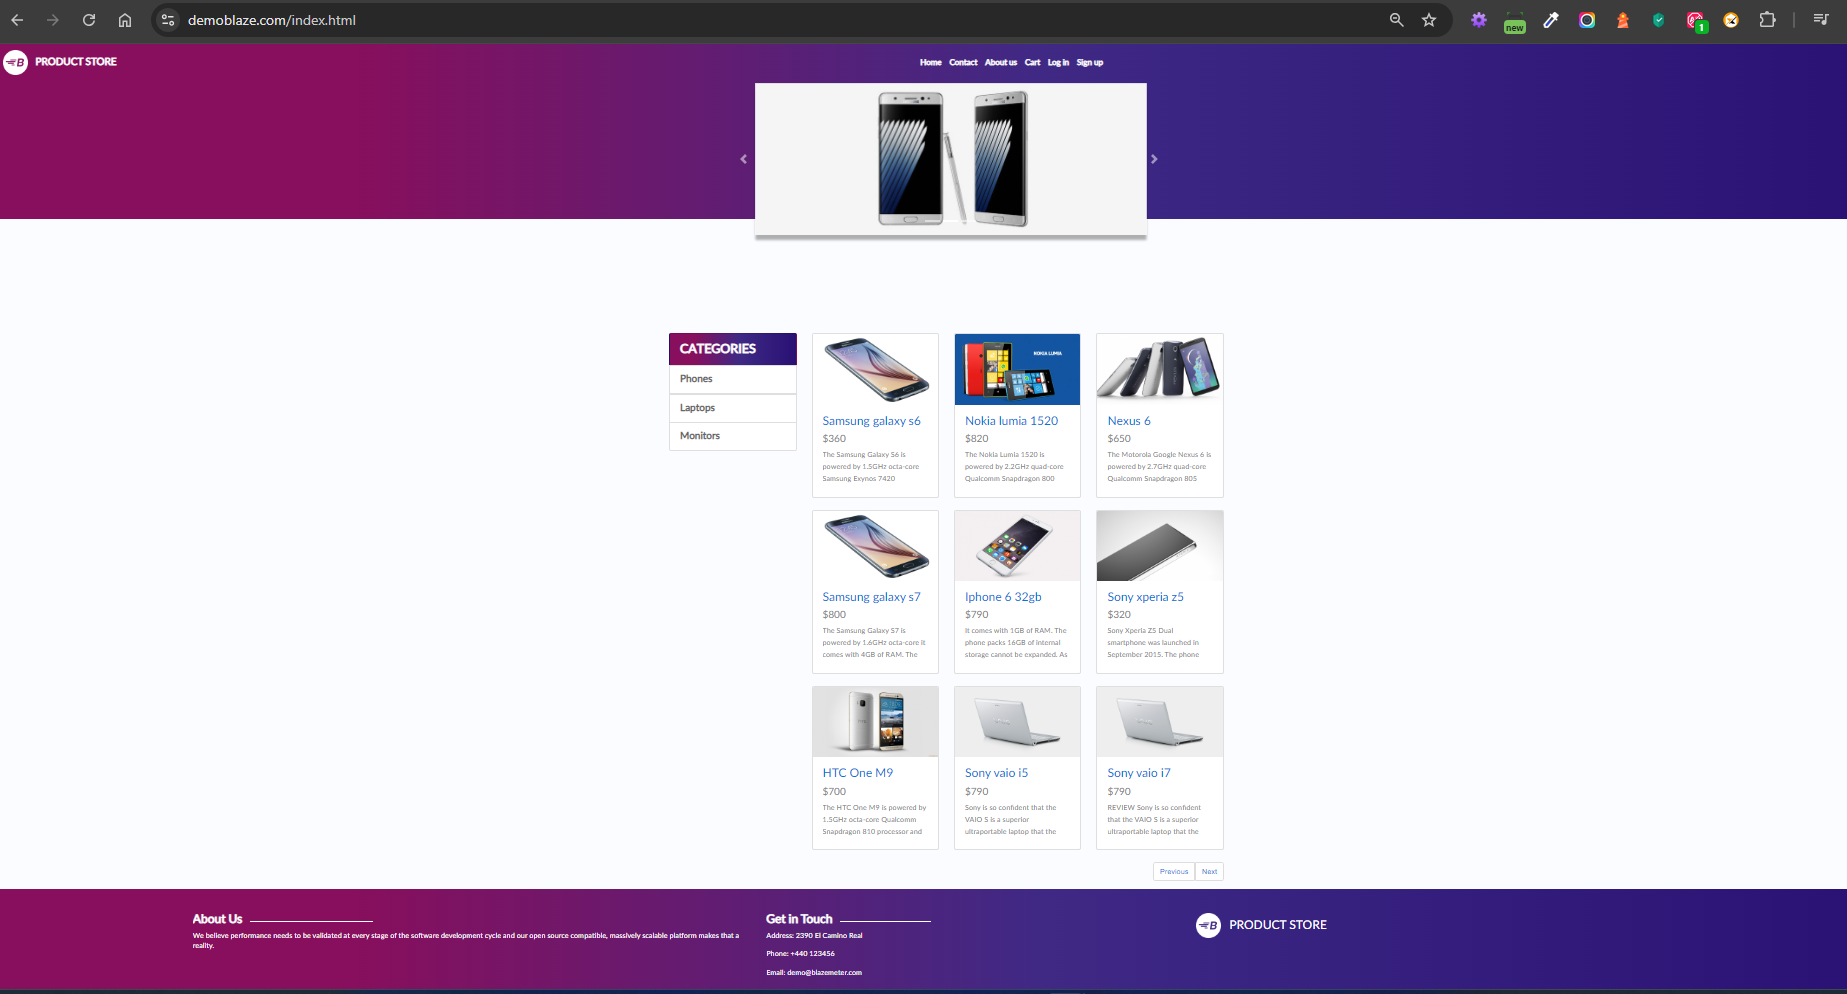 demoblaze.com/index.html
new
1
PRODUCT STORE
Home Contact About us Cart Log in Sign up
CATEGORIES
Phones
Laptops
Monitors
NOKIA LUMIA
Samsung galaxy s6
$360
The Samsung Galaxy S6 is
powered by 1.5GHz octa-core
Samsung Exynos 7420
Nokia lumia 1520
$820
The Nokia Lumia 1520 is
powered by 2.2GHz quad-core
Qualcomm Snapdragon 800
Nexus 6
$650
The Motorola Google Nexus 6 is
powered by 2.7GHz quad-core
Qualcomm Snapdragon 805
Samsung galaxy s7
$800
The Samsung Galaxy S7 is
powered by 1.6GHz octa-core it
comes with 4GB of RAM. The
Iphone 6 32gb
$790
It comes with 1GB of RAM. The
phone packs 16GB of internal
storage cannot be expanded. As
Sony xperia z5
$320
Sony Xperia Z5 Dual
smartphone was launched in
September 2015. The phone
HTC One M9
$700
The HTC One M9 is powered by
1.5GHz octa-core Qualcomm
Snapdragon 810 processor and
Sony vaio i5
$790
Sony is so confident that the
VAIO S is a superior
ultraportable laptop that the
Sony vaio i7
$790
REVIEW Sony is so confident
that the VAIO S is a superior
ultraportable laptop that the
Previous Next
About Us
We believe performance needs to be validated at every stage of the software development cycle and our open source compatible, massively scalable platform makes that a
reality.
Get in Touch
Address: 2390 El Camino Real
Phone: +440 123456
Email: demo@blazemeter.com
PRODUCT STORE